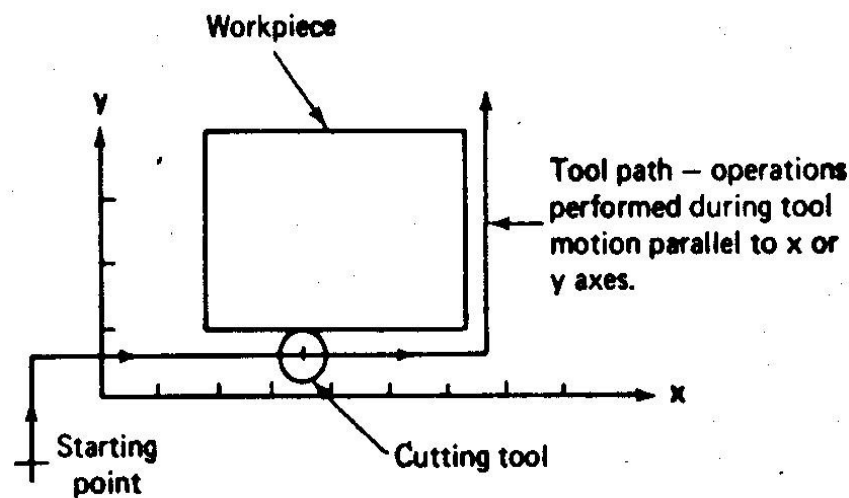 Workpiece
y
Tool path – operations
performed during tool
motion parallel to x or
y axes.
x
Starting
point
Cutting tool